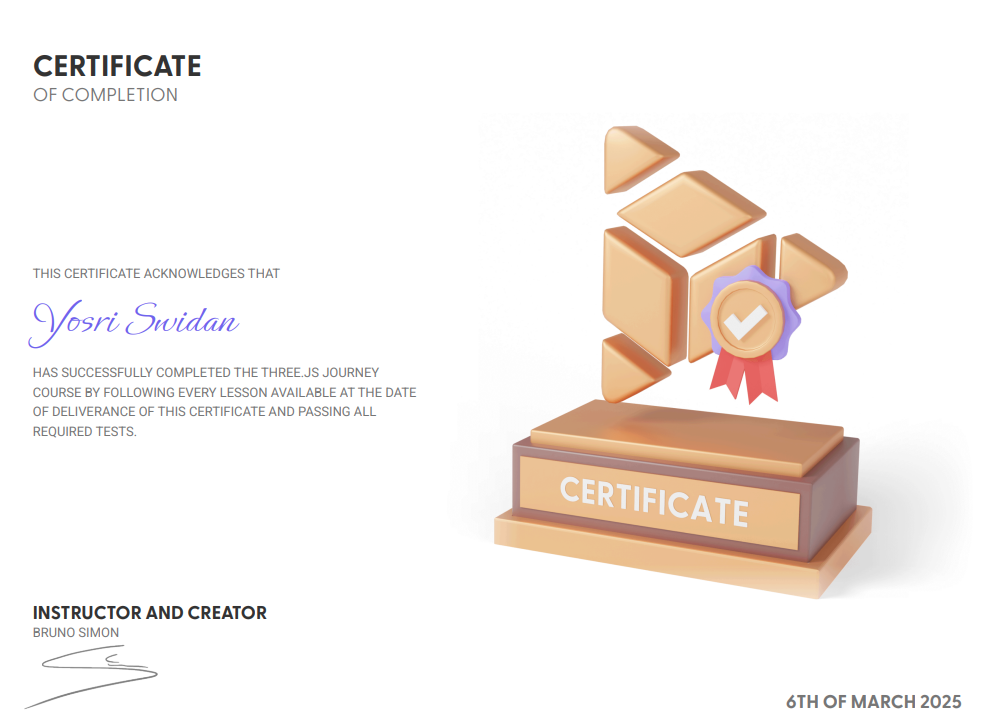 CERTIFICATE
OF COMPLETION
THIS CERTIFICATE ACKNOWLEDGES THAT
Yosri Swidan
HAS SUCCESSFULLY COMPLETED THE THREE.JS JOURNEY
COURSE BY FOLLOWING EVERY LESSON AVAILABLE AT THE DATE
OF DELIVERANCE OF THIS CERTIFICATE AND PASSING ALL
REQUIRED TESTS.
CERTIFICATE
INSTRUCTOR AND CREATOR
BRUNO SIMON
6TH OF MARCH 2025